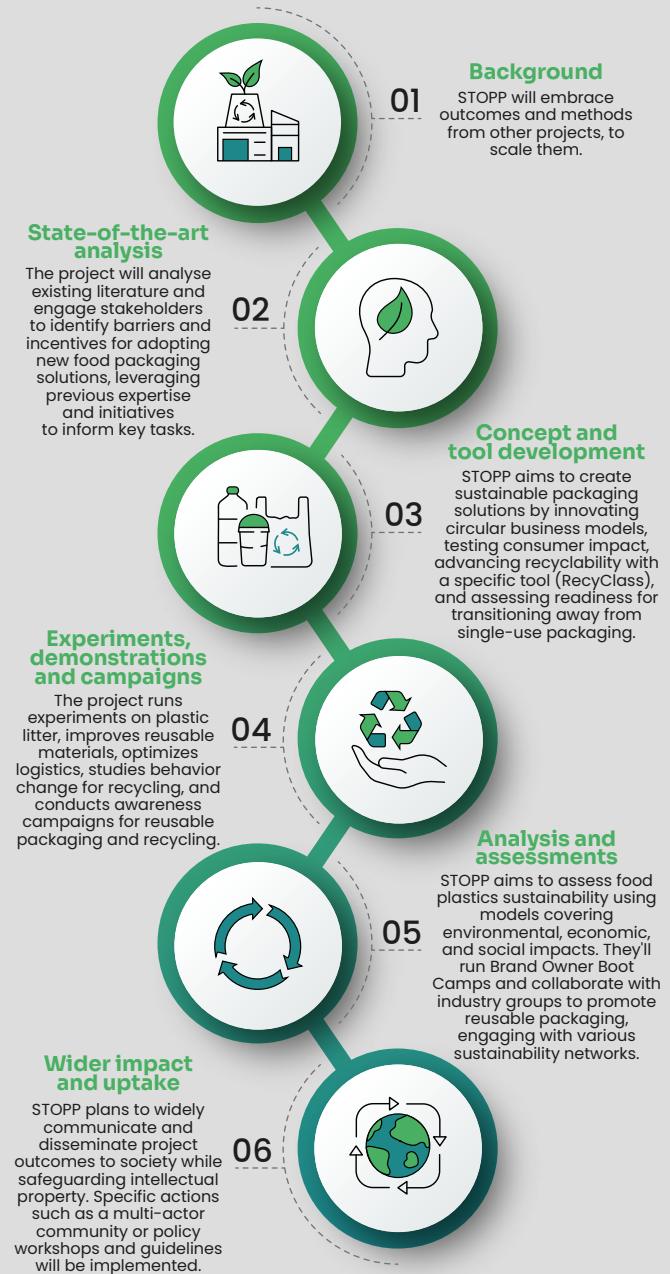 01
Background
STOPP will embrace
outcomes and methods
from other projects, to
scale them.
State-of-the-art
analysis
The project will analyse
existing literature and
engage stakeholders
to identify barriers and
incentives for adopting
new food packaging
solutions, leveraging
previous expertise
and initiatives
to inform key tasks.
02
Concept and
tool development
STOPP aims to create
sustainable packaging
solutions by innovating
circular business models,
testing consumer impact,
advancing recyclability with
a specific tool (RecyClass),
and assessing readiness for
transitioning away from
single-use packaging.
03
Experiments,
demonstrations
and campaigns
The project runs
experiments on plastic
litter, improves reusable
materials, optimizes
logistics, studies behavior
change for recycling, and
conducts awareness
campaigns for reusable
packaging and recycling.
04
Analysis and
assessments
STOPP aims to assess food
plastics sustainability using
models covering
environmental, economic,
and social impacts. They'll
run Brand Owner Boot
Camps and collaborate with
industry groups to promote
reusable packaging,
engaging with various
sustainability networks.
05
Wider impact
and uptake
STOPP plans to widely
communicate and
disseminate project
outcomes to society while
safeguarding intellectual
property. Specific actions
such as a multi-actor
community or policy
workshops and guidelines
will be implemented.
06